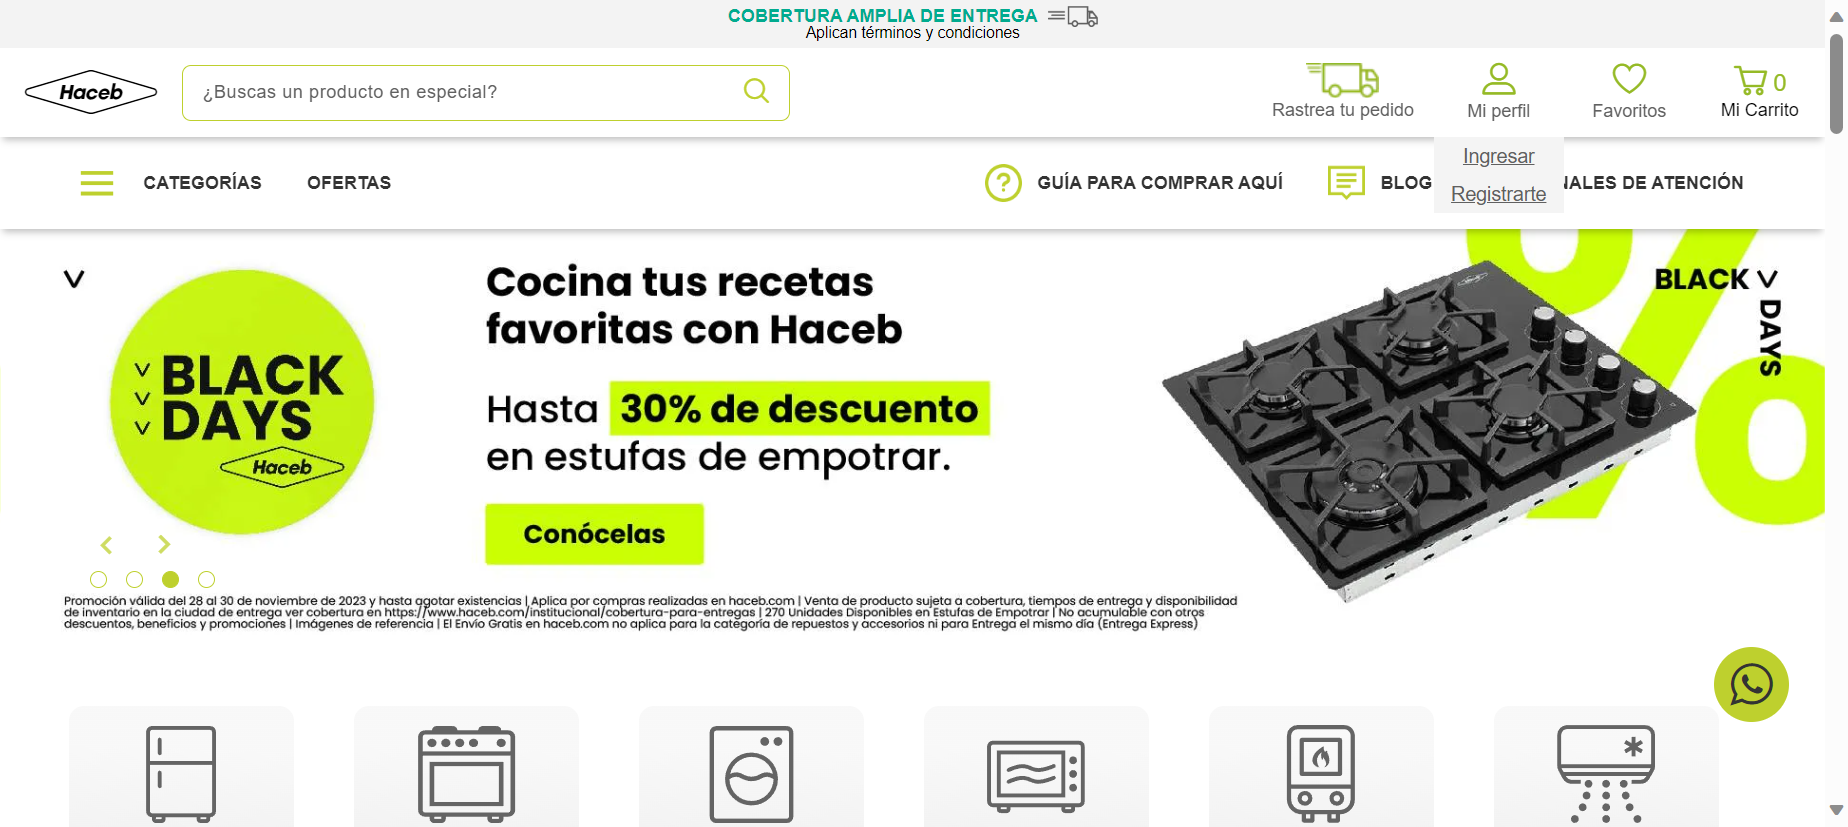 COBERTURA AMPLIA DE ENTREGA
Aplican términos y condiciones
Haceb
¿Buscas un producto en especial?
Rastrea tu pedido
Mi perfil
Favoritos
0
Mi Carrito
Ingresar
Registrarte
CATEGORÍAS
OFERTAS
GUÍA PARA COMPRAR AQUÍ
BLOG
NALES DE ATENCIÓN
BLACK
DAYS
Haceb
Cocina tus recetas
favoritas con Haceb
Hasta 30% de descuento
en estufas de empotrar.
Conócelas
%
BLACK
DAYS
Promoción válida del 28 al 30 de noviembre de 2023 y hasta agotar existencias | Aplica por compras realizadas en haceb.com | Venta de producto sujeta a cobertura, tiempos de entrega y disponibilidad
de inventario en la ciudad de entrega ver cobertura en https://www.haceb.com/institucional/cobertura-para-entregas | 270 Unidades Disponibles en Estufas de Empotrar | No acumulable con otros
descuentos, beneficios y promociones | Imágenes de referencia | El Envío Gratis en haceb.com no aplica para la categoría de repuestos y accesorios ni para Entrega el mismo día (Entrega Express)